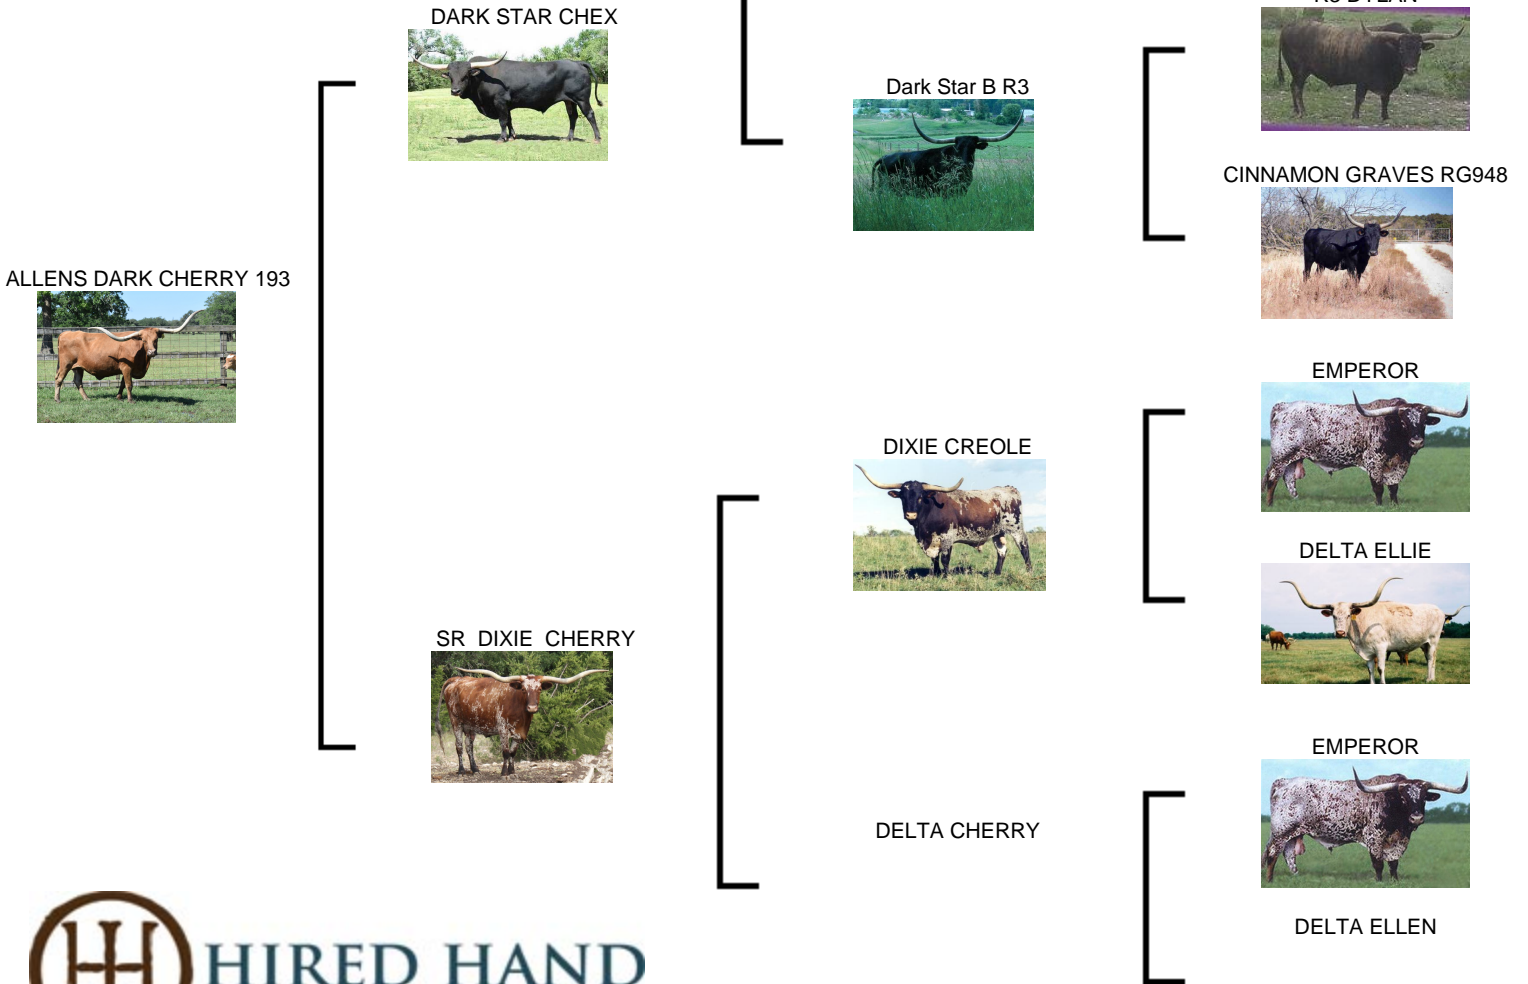 DARK STAR CHEX
Dark Star B R3
CINNAMON GRAVES RG948
ALLENS DARK CHERRY 193
EMPEROR
DIXIE CREOLE
DELTA ELLIE
SR DIXIE CHERRY
EMPEROR
DELTA CHERRY
DELTA ELLEN
HIRED HAND